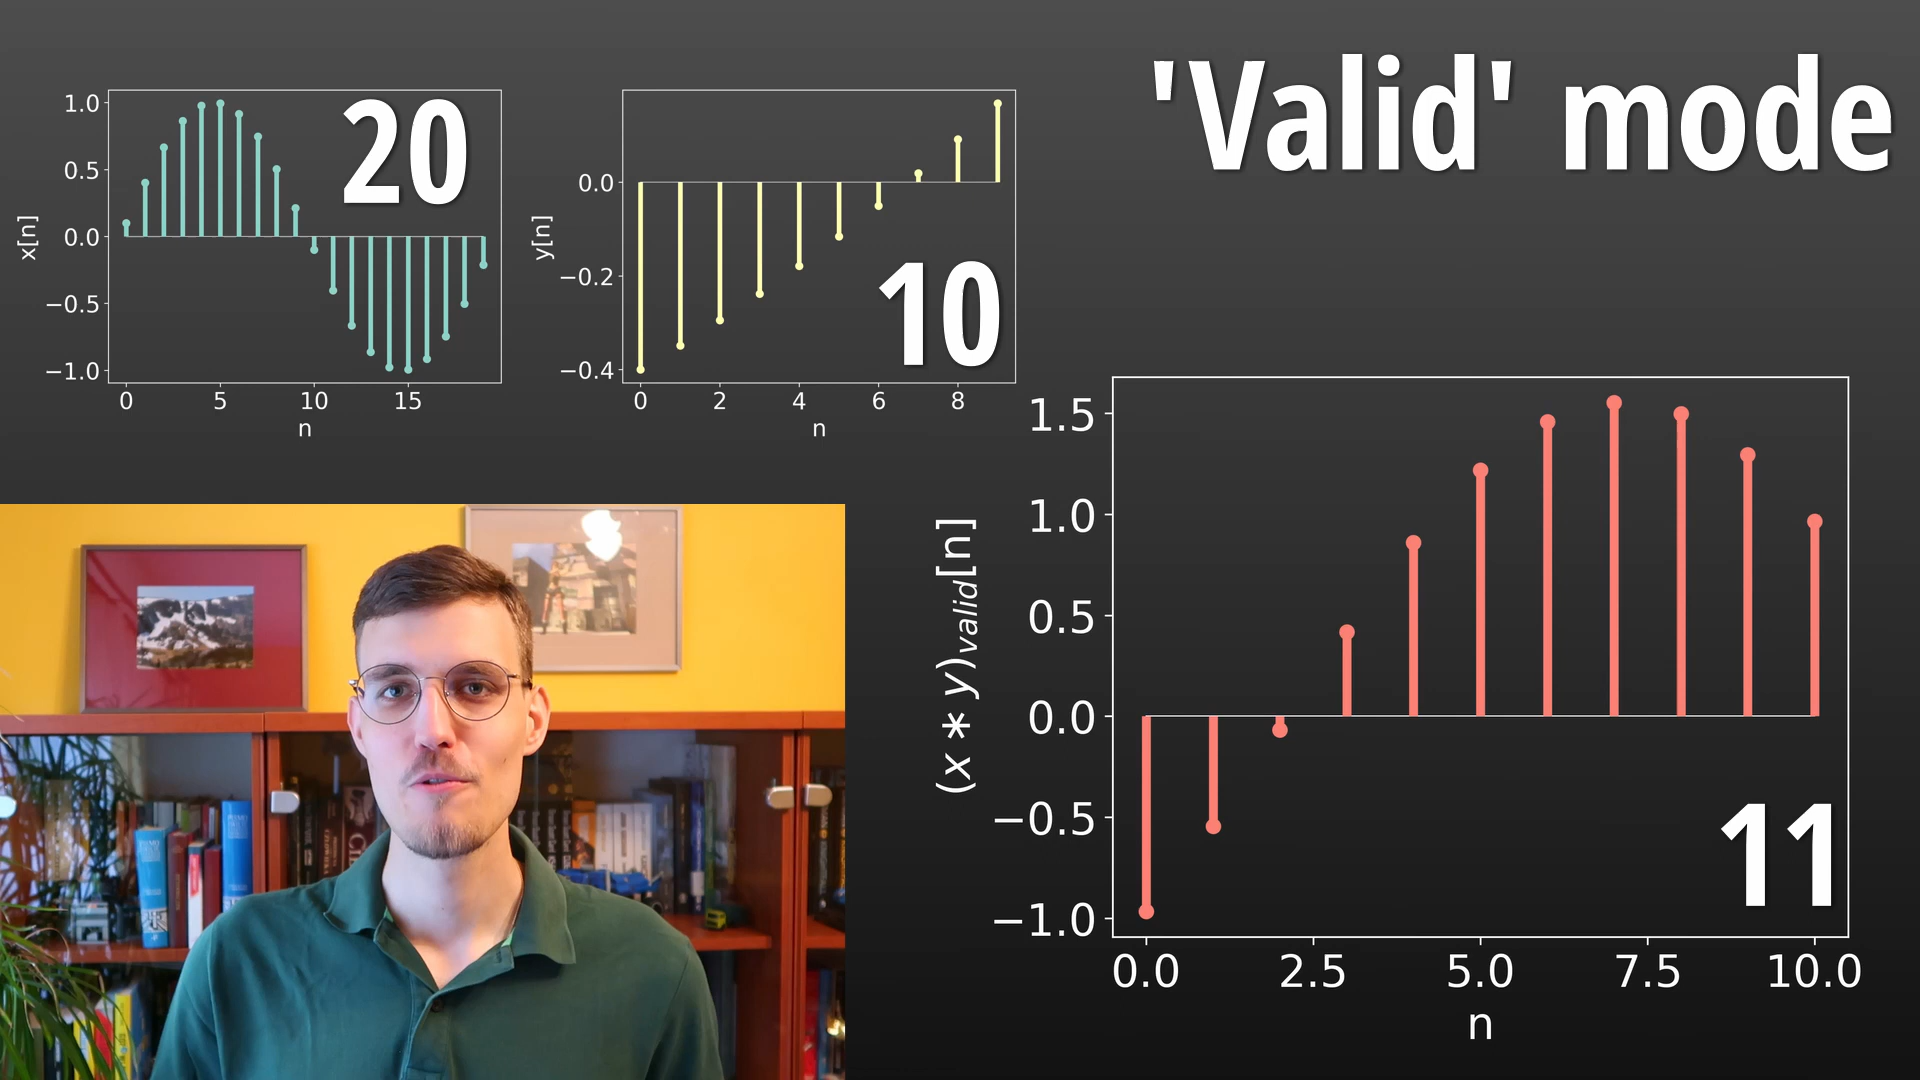 'Valid' mode
1.0
0.5
0.0
−0.5
−1.0
x[n]
0 5 10 15
n
20
0.0
−0.2
−0.4
y[n]
0 2 4 6 8
n
10
1.5
1.0
0.5
0.0
−0.5
−1.0
(x ∗ y)valid[n]
0.0 2.5 5.0 7.5 10.0
n
11